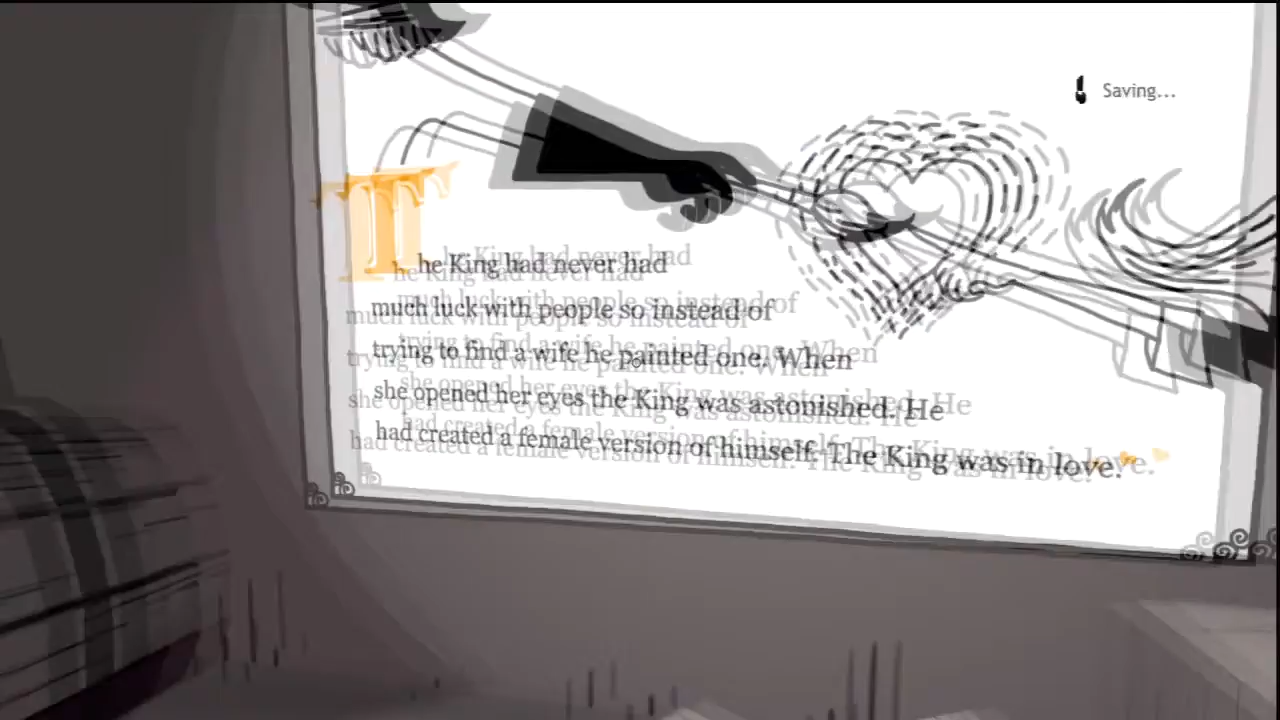 Saving...
The King had never had
much luck with people so instead of
trying to find a wife he painted one. When
she opened her eyes the King was astonished. He
had created a female version of himself. The King was in love.